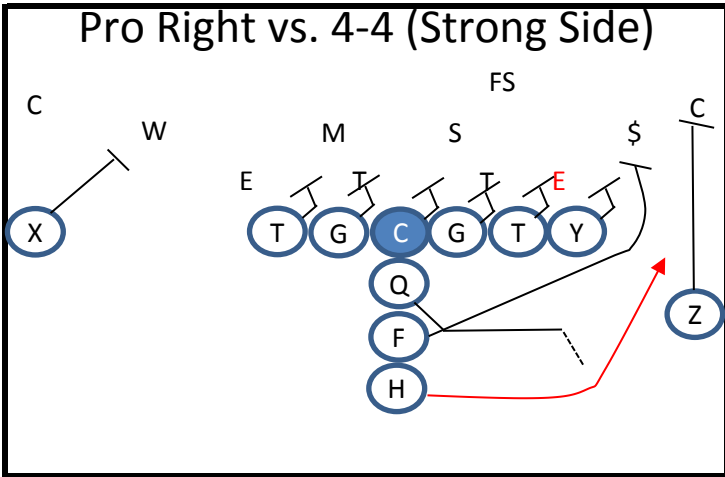 Pro Right vs. 4-4 (Strong Side)
FS
C C
W M S $
E T T E
X T G C G T Y
Q
Z
F
H